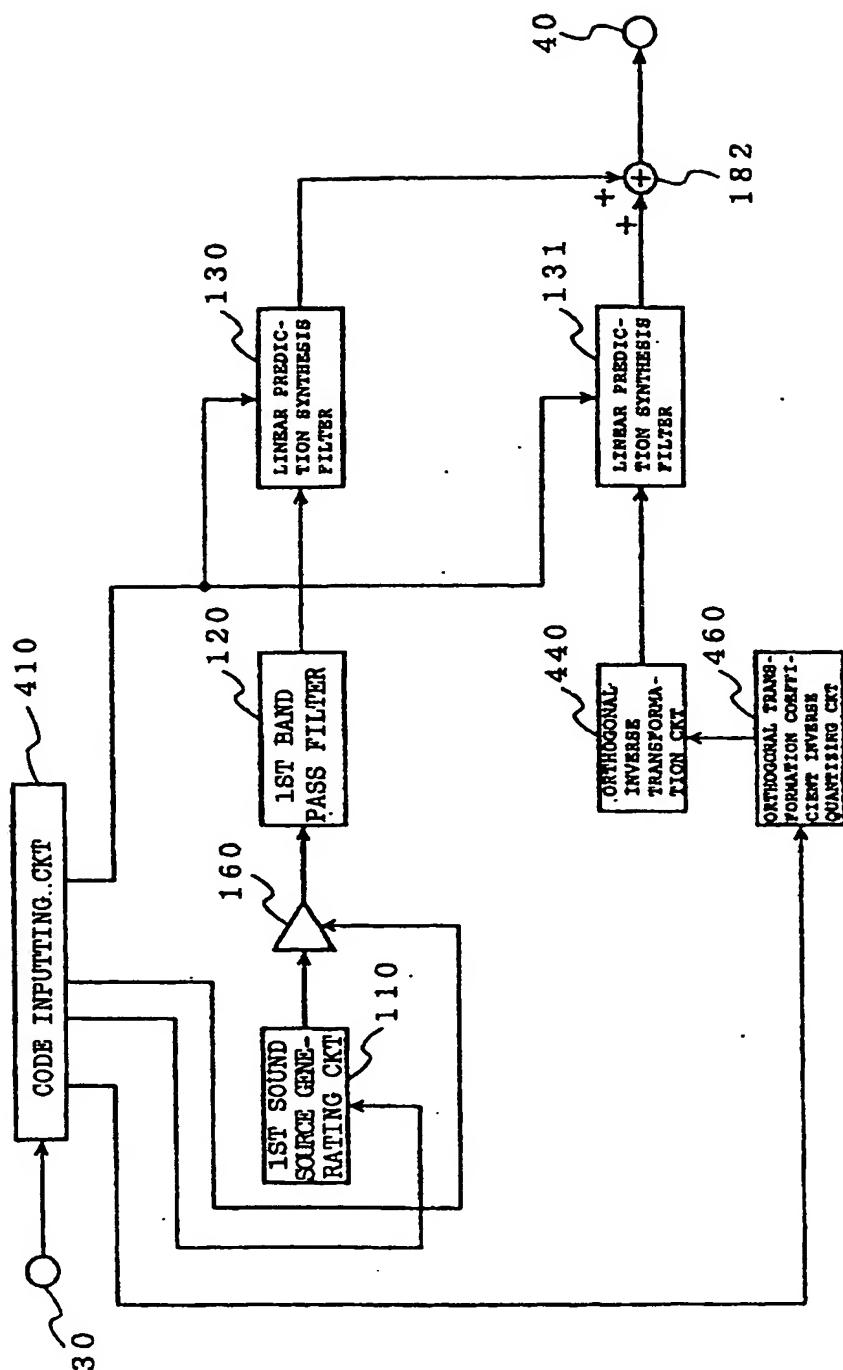 30
CODE INPUTTING..CKT
410
1ST SOUND
SOURCE GENE-
RATING CKT
110
160
1ST BAND
PASS FILTER
120
LINEAR PREDIC-
TION SYNTHESIS
FILTER
130
ORTHOGORAL TRANS-
FORMATION COEFFI-
CIENT INVERSE
QUANTISING CKT
460
ORTHOGONAL
INVERSE
TRANSFORMA-
TION CKT
440
LINEAR PREDIC-
TION SYNTHESIS
FILTER
131
+
+
+
182
40